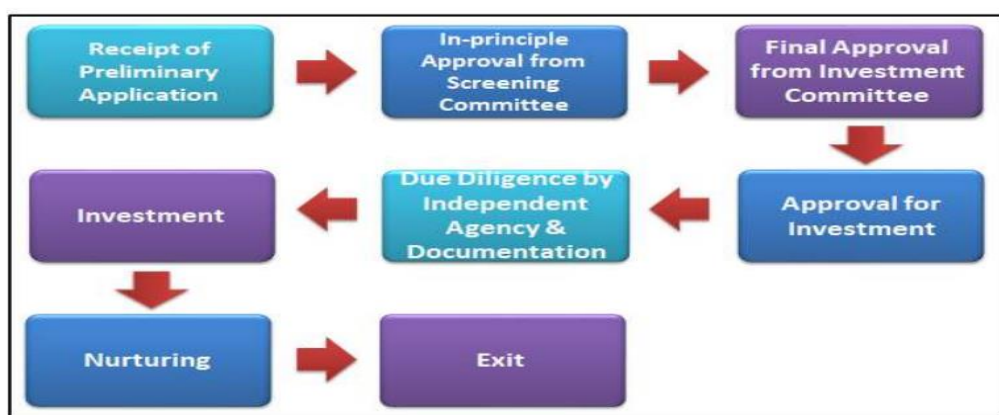 Receipt of
Preliminary
Application
In-principle
Approval from
Screening
Committee
Final Approval
from Investment
Committee
Approval for
Investment
Due Diligence by
Independent
Agency &
Documentation
Investment
Nurturing
Exit